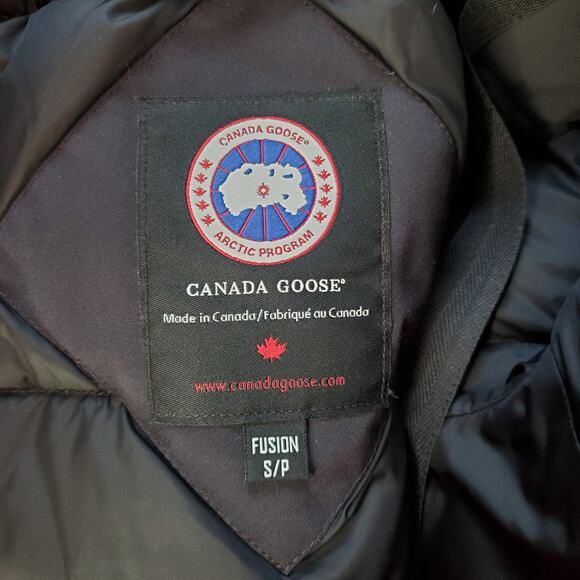 CANADA GOOSE®
ARCTIC PROGRAM
CANADA GOOSE®
Made in Canada/Fabriqué au Canada
www.canadagoose.com
FUSION
S/P